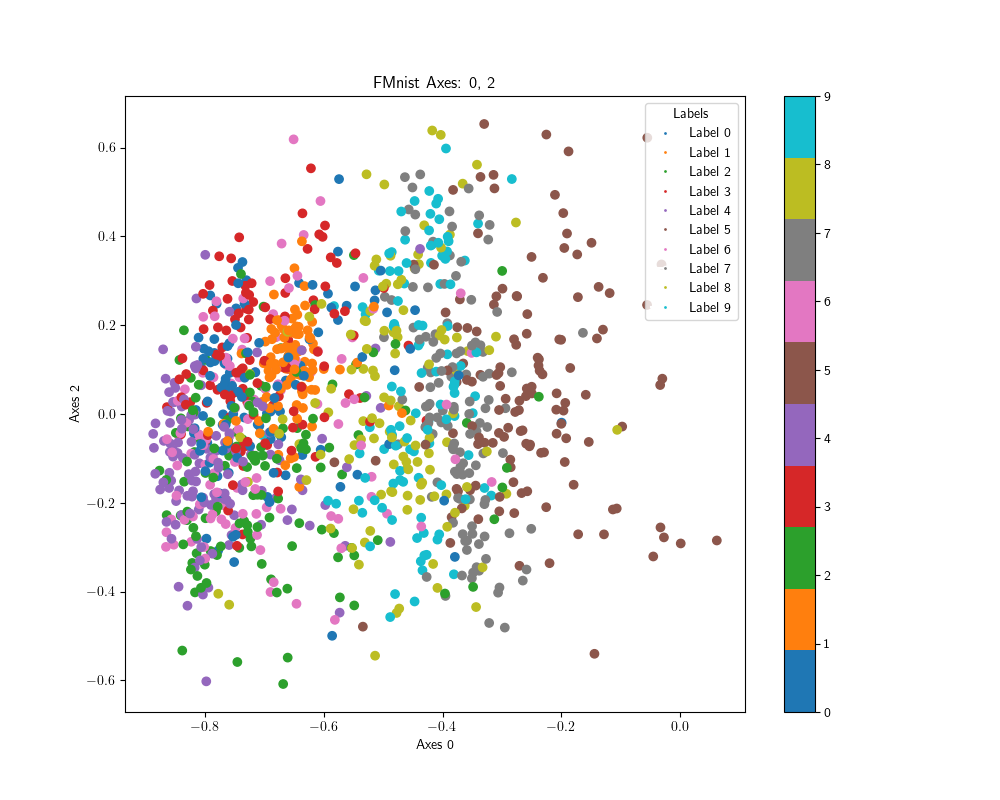 FMnist Axes: 0, 2
Axes 2
0.6
0.4
0.2
0.0
−0.2
−0.4
−0.6
−0.8
−0.6
−0.4
−0.2
0.0
Axes 0
Labels
Label 0
Label 1
Label 2
Label 3
Label 4
Label 5
Label 6
Label 7
Label 8
Label 9
9
8
7
6
5
4
3
2
1
0